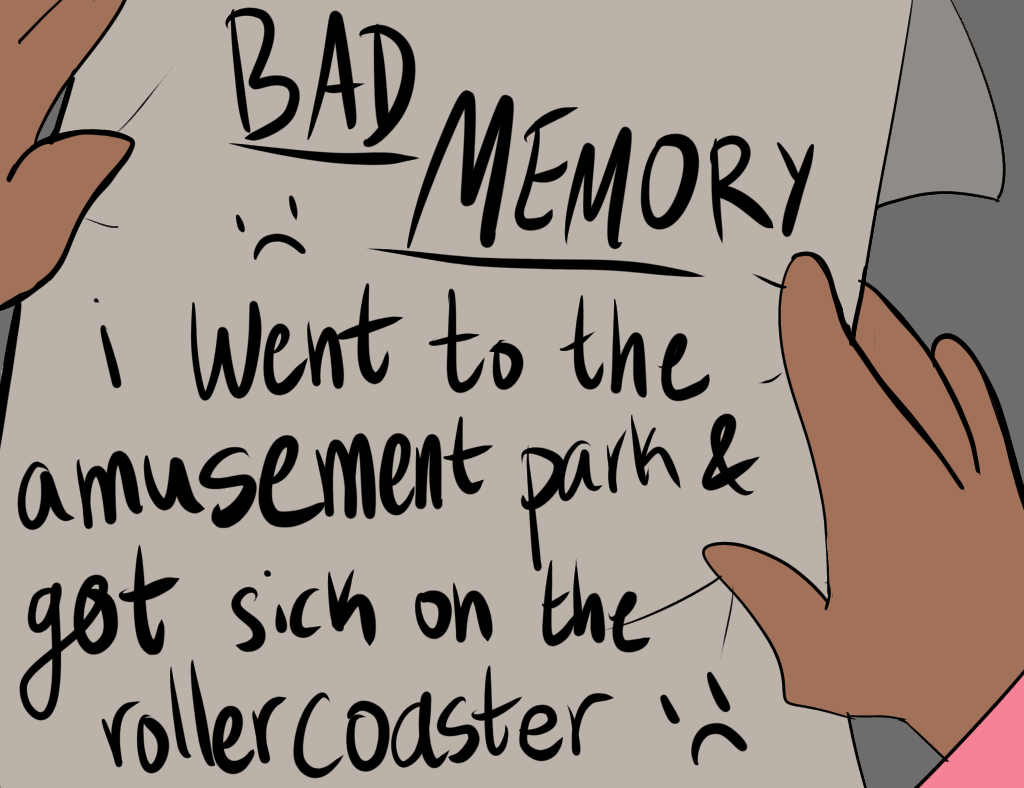 BAD
MEMORY
i went to the
amusement park &
got sick on the
rollercoaster